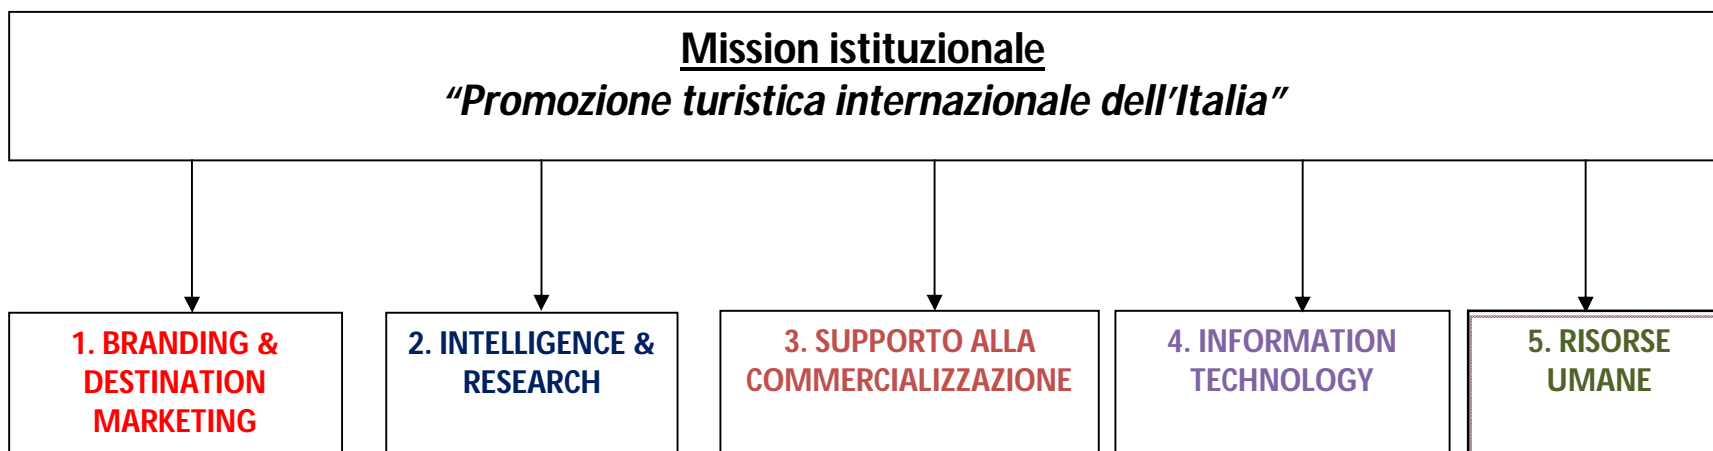 Mission istituzionale
“Promozione turistica internazionale dell’Italia”
1. BRANDING &
DESTINATION
MARKETING
2. INTELLIGENCE &
RESEARCH
3. SUPPORTO ALLA
COMMERCIALIZZAZIONE
4. INFORMATION
TECHNOLOGY
5. RISORSE
UMANE